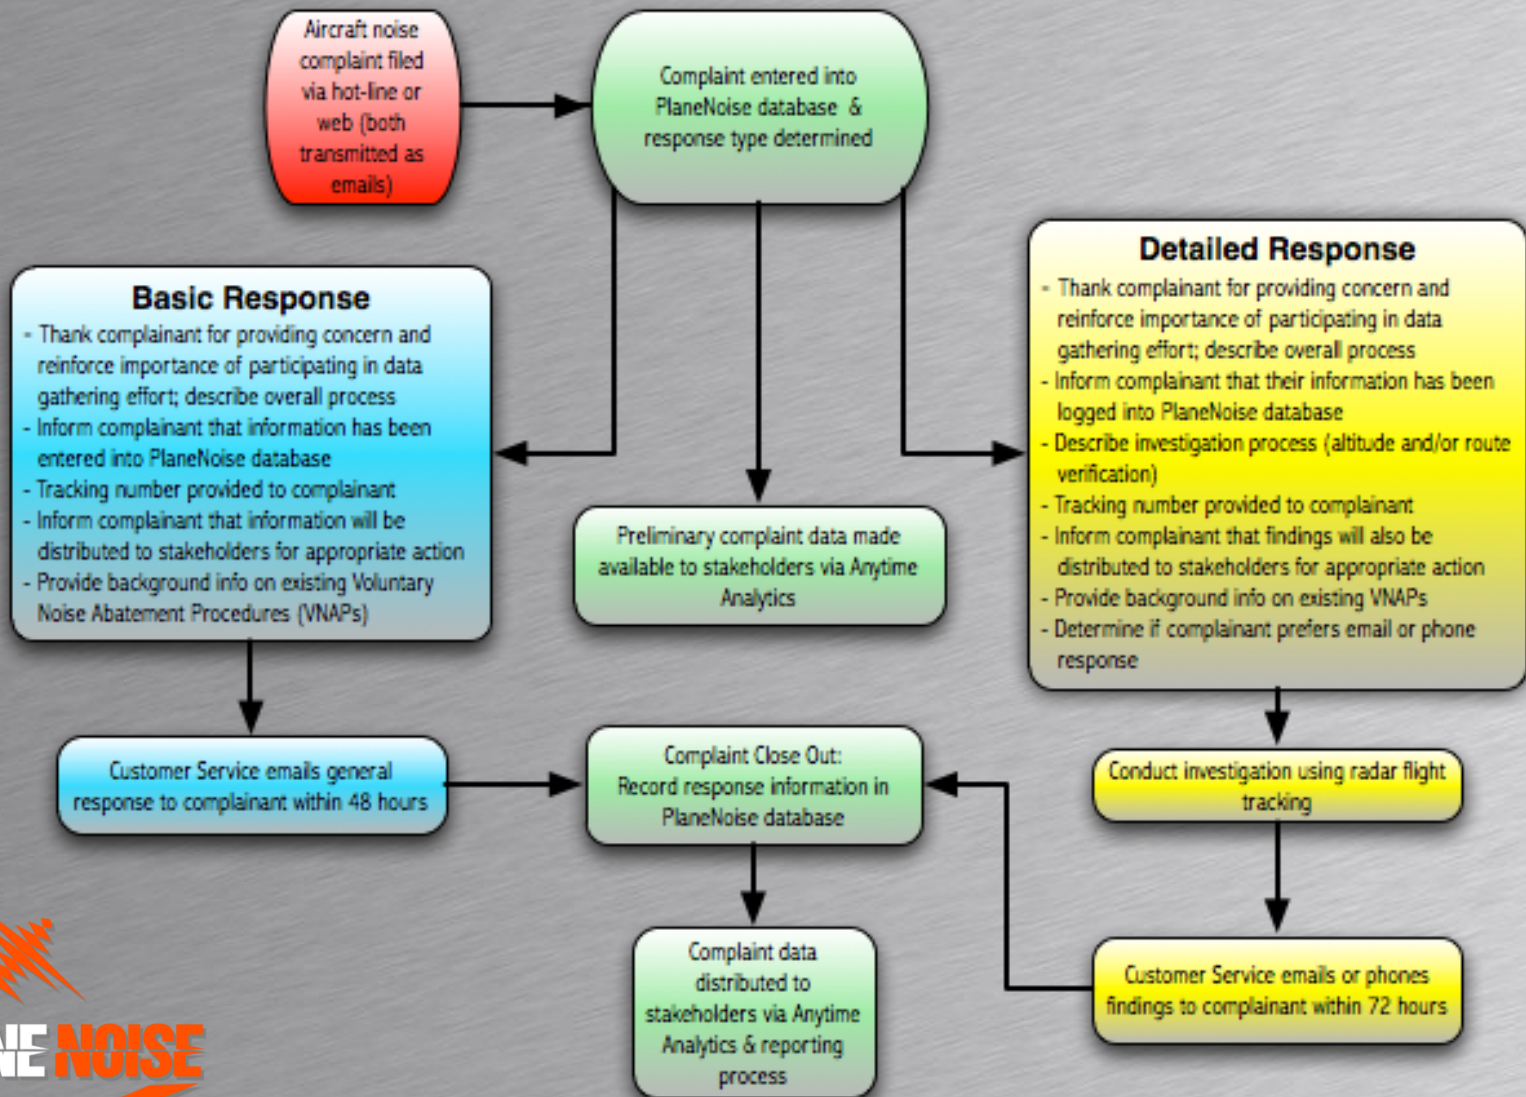 Aircraft noise
complaint filed
via hot-line or
web (both
transmitted as
emails)
Complaint entered into
PlaneNoise database &
response type determined
Basic Response
- Thank complainant for providing concern and
reinforce importance of participating in data
gathering effort; describe overall process
- Inform complainant that information has been
entered into PlaneNoise database
- Tracking number provided to complainant
- Inform complainant that information will be
distributed to stakeholders for appropriate action
- Provide background info on existing Voluntary
Noise Abatement Procedures (VNAPs)
Preliminary complaint data made
available to stakeholders via Anytime
Analytics
Detailed Response
- Thank complainant for providing concern and
reinforce importance of participating in data
gathering effort; describe overall process
- Inform complainant that their information has been
logged into PlaneNoise database
- Describe investigation process (altitude and/or route
verification)
- Tracking number provided to complainant
- Inform complainant that findings will also be
distributed to stakeholders for appropriate action
- Provide background info on existing VNAPs
- Determine if complainant prefers email or phone
response
Customer Service emails general
response to complainant within 48 hours
Complaint Close Out:
Record response information in
PlaneNoise database
Conduct investigation using radar flight
tracking
Complaint data
distributed to
stakeholders via Anytime
Analytics & reporting
process
Customer Service emails or phones
findings to complainant within 72 hours
NE NOISE